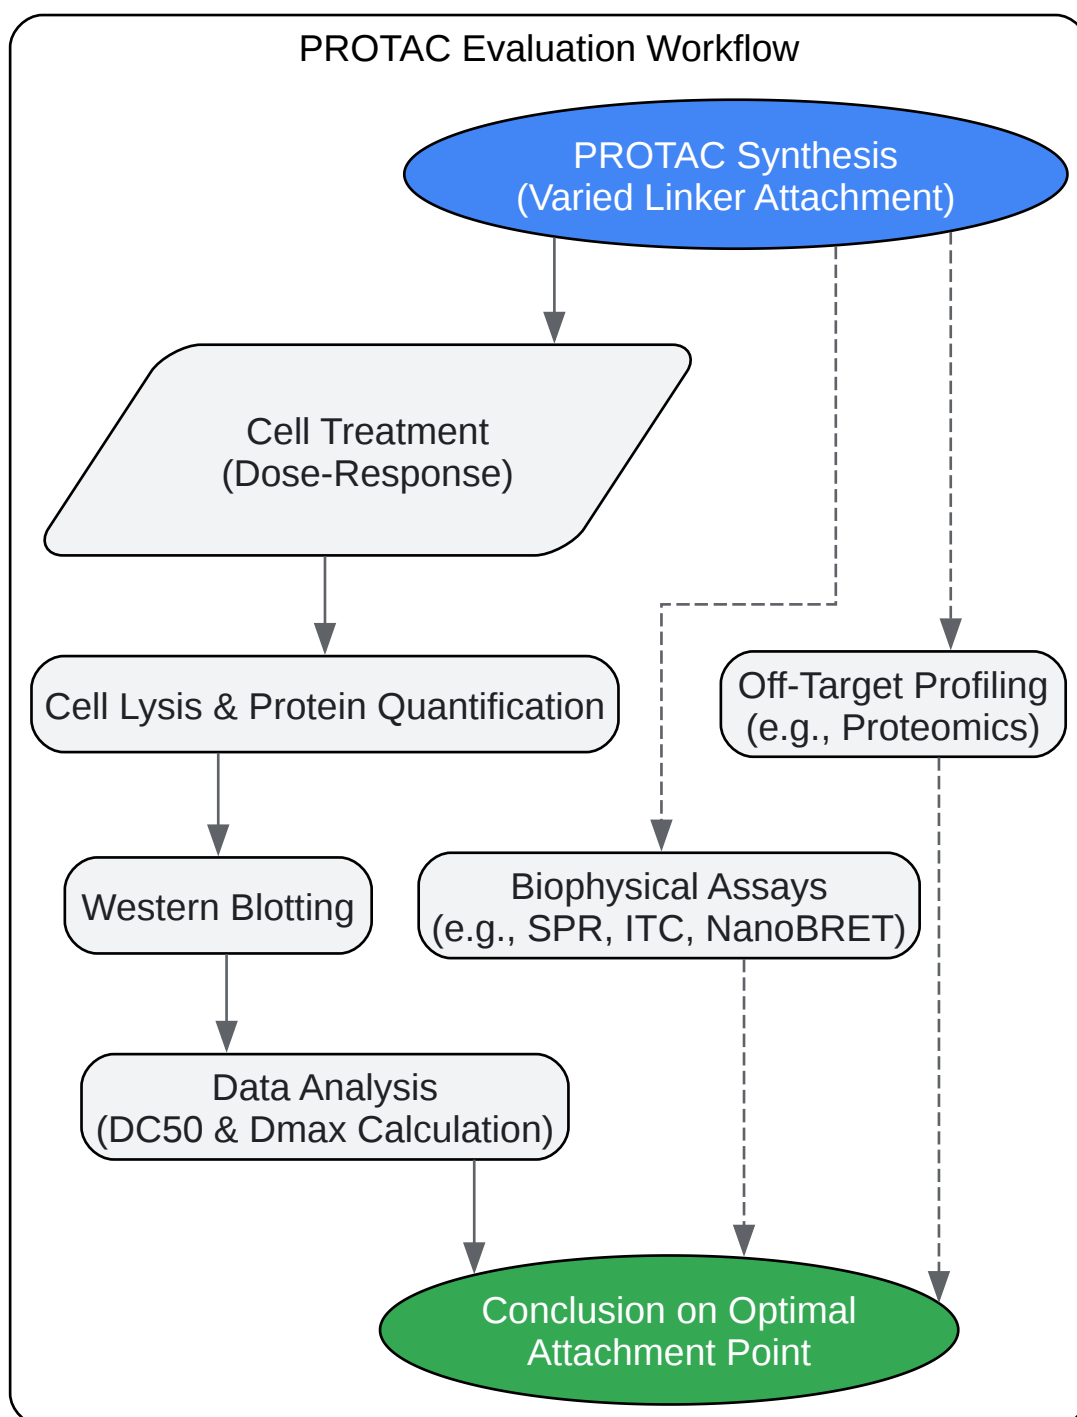 PROTAC Evaluation Workflow
PROTAC Synthesis
(Varied Linker Attachment)
Cell Treatment
(Dose-Response)
Cell Lysis & Protein Quantification
Off-Target Profiling
(e.g., Proteomics)
Western Blotting
Biophysical Assays
(e.g., SPR, ITC, NanoBRET)
Data Analysis
(DC50 & Dmax Calculation)
Conclusion on Optimal
Attachment Point